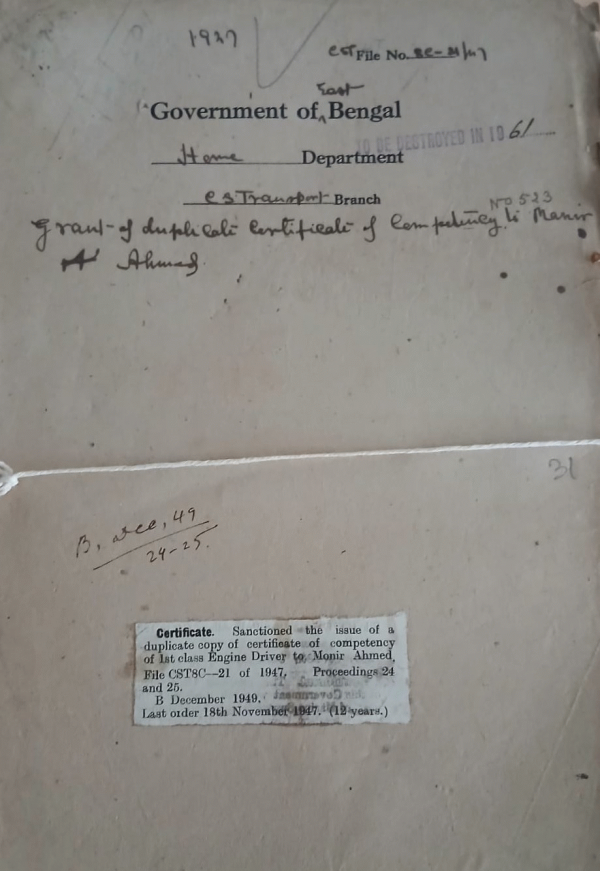 1947
CST File No. 8C-21/47
East
Government of Bengal
TO BE DESTROYED IN 1961
Home Department
CS Transport Branch
No 523
Grant of duplicate Certificate of Competency to Manir
Ahmed
31
B, Dec, 49
24-25.
Certificate. Sanctioned the issue of a
duplicate copy of certificate of competency
of 1st class Engine Driver to, Monir Ahmed,
File CST8C—21 of 1947. Proceedings 24
and 25.
B December 1949.
Last order 18th November 1947. (12 years.)